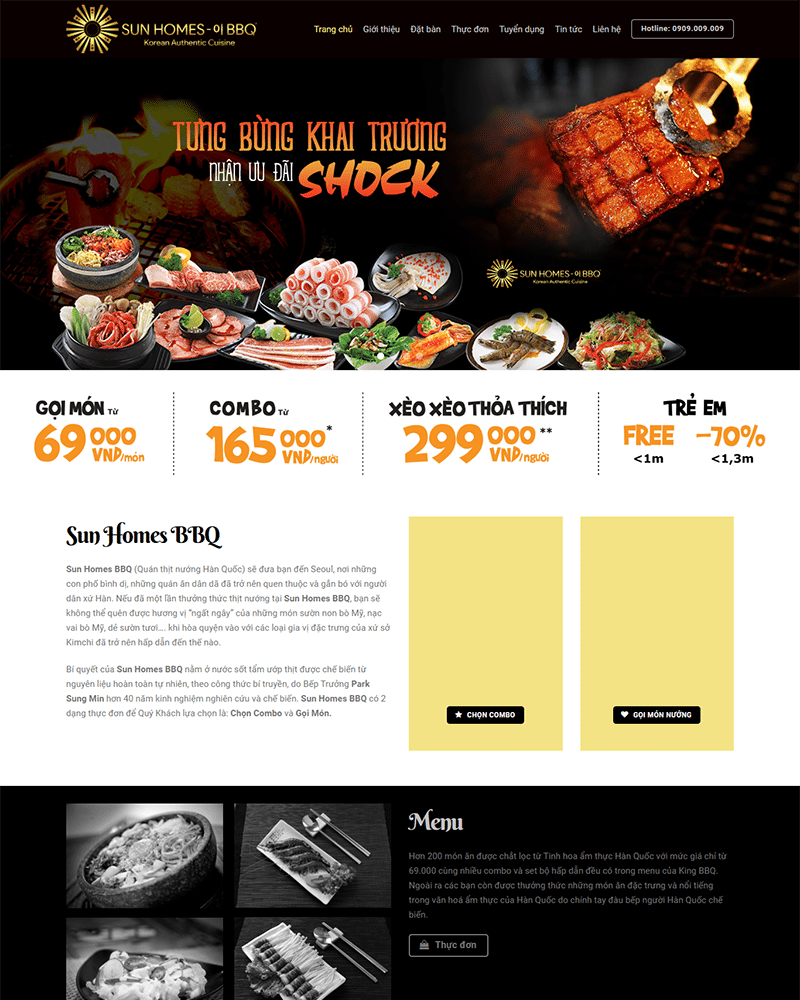 SUN HOMES - 이 BBQ
Korean Authentic Cuisine
Trang chủ Giới thiệu Đặt bàn Thực đơn Tuyển dụng Tin tức Liên hệ Hotline: 0909.009.009
TƯNG BỪNG KHAI TRƯƠNG
NHẬN ƯU ĐÃI SHOCK
SUN HOMES - 이 BBQ
Korean Authentic Cuisine
GỌI MÓN Từ
69 000 VNĐ/món
COMBO Từ
165 000* VNĐ/người
XÈO XÈO THỎA THÍCH
299 000** VNĐ/người
TRẺ EM
FREE -70%
<1m <1,3m
Sun Homes BBQ
Sun Homes BBQ (Quán thịt nướng Hàn Quốc) sẽ đưa bạn đến Seoul, nơi những
con phố bình dị, những quán ăn dân dã đã trở nên quen thuộc và gắn bó với người
dân xứ Hàn. Nếu đã một lần thưởng thức thịt nướng tại Sun Homes BBQ, bạn sẽ
không thể quên được hương vị “ngất ngây” của những món sườn non bò Mỹ, nạc
vai bò Mỹ, dẻ sườn tươi…. khi hòa quyện vào với các loại gia vị đặc trưng của xứ sở
Kimchi đã trở nên hấp dẫn đến thế nào.
Bí quyết của Sun Homes BBQ nằm ở nước sốt tẩm ướp thịt được chế biến từ
nguyên liệu hoàn toàn tự nhiên, theo công thức bí truyền, do Bếp Trưởng Park
Sung Min hơn 40 năm kinh nghiệm nghiên cứu và chế biến. Sun Homes BBQ có 2
dạng thực đơn để Quý Khách lựa chọn là: Chọn Combo và Gọi Món.
CHỌN COMBO
GỌI MÓN NƯỚNG
Menu
Hơn 200 món ăn được chắt lọc từ Tinh hoa ẩm thực Hàn Quốc với mức giá chỉ từ
69.000 cùng nhiều combo và set bộ hấp dẫn đều có trong menu của King BBQ.
Ngoài ra các bạn còn được thưởng thức những món ăn đặc trưng và nổi tiếng
trong văn hoá ẩm thực của Hàn Quốc do chính tay đàu bếp người Hàn Quốc chế
biến.
Thực đơn